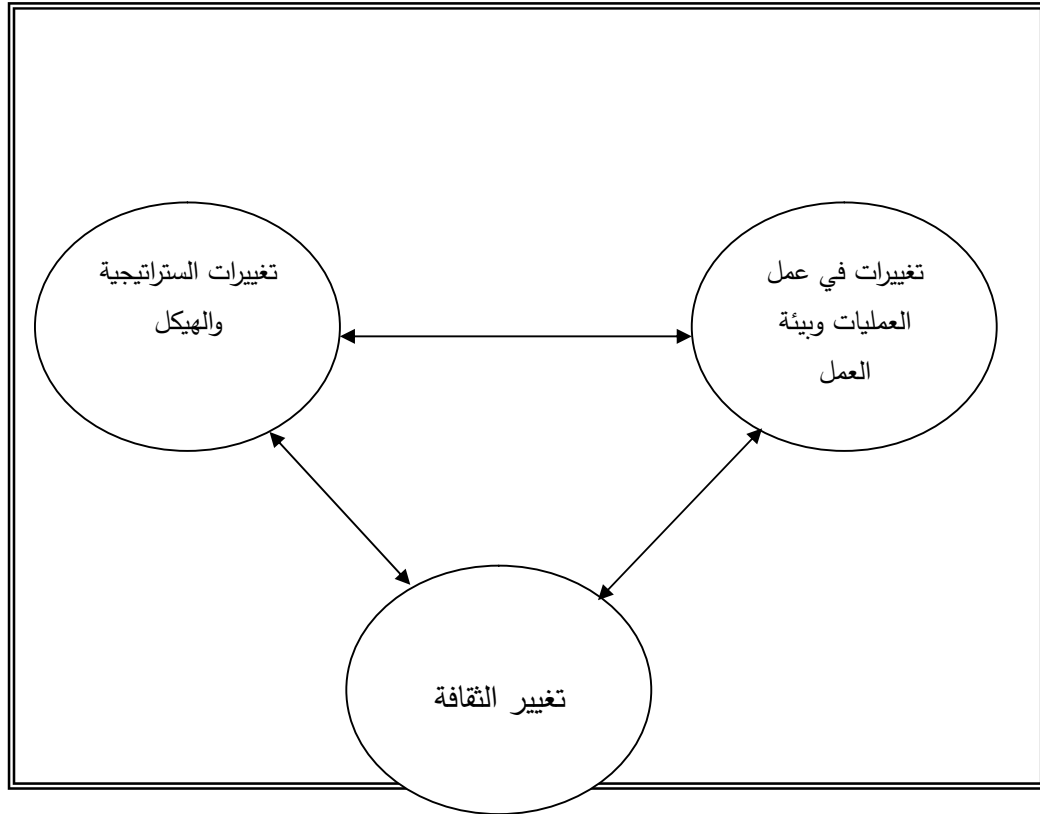 تغييرات في عمل
العمليات وبيئة
العمل
تغييرات الستراتيجية
والهيكل
تغيير الثقافة